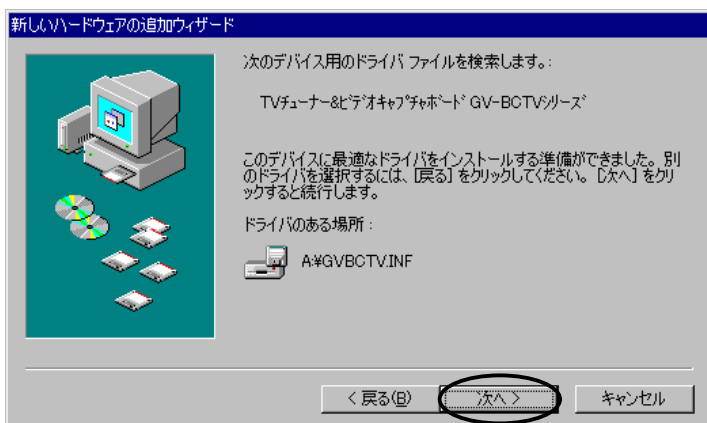 新しいハードウェアの追加ウィザード
次のデバイス用のドライバ ファイルを検索します。:
TVチューナー&ビデオキャプチャボード GV-BCTVシリーズ
このデバイスに最適なドライバをインストールする準備ができました。別
のドライバを選択するには、[戻る] をクリックしてください。[次へ] をクリ
ックすると続行します。
ドライバのある場所:
A:¥GVBCTV.INF
< 戻る(B)
次へ >
キャンセル